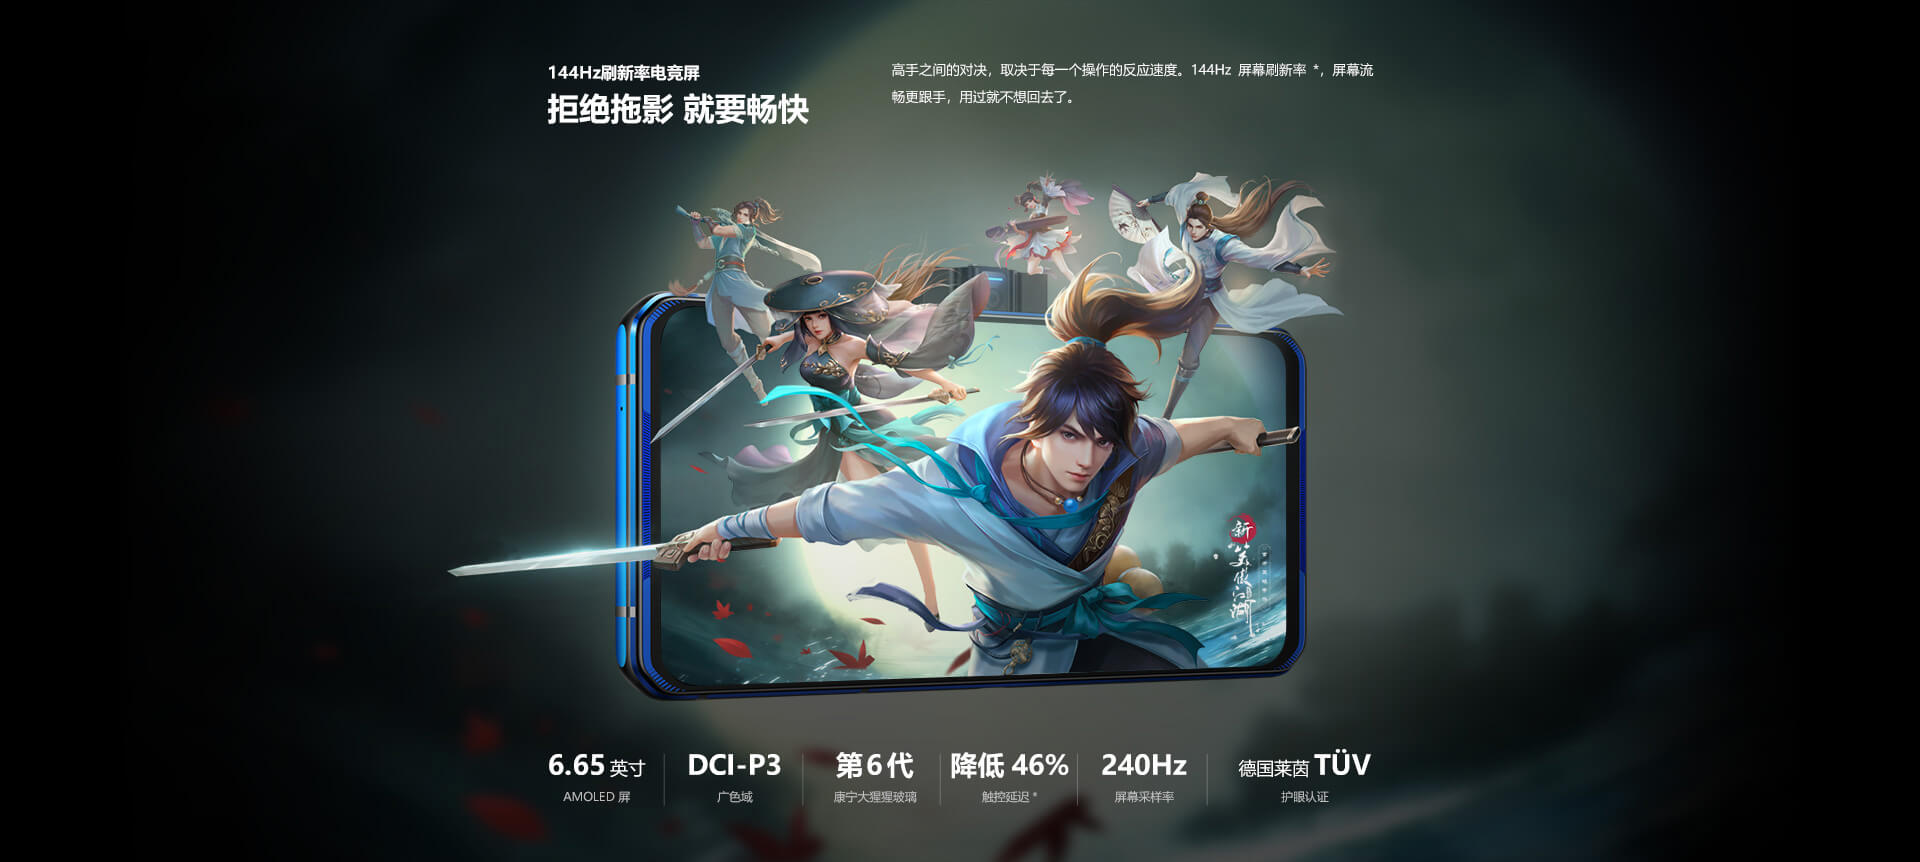 144Hz刷新率电竞屏
拒绝拖影 就要畅快
高手之间的对决，取决于每一个操作的反应速度。144Hz 屏幕刷新率 *，屏幕流
畅更跟手，用过就不想回去了。
新笑傲江湖
6.65 英寸
AMOLED 屏
DCI-P3
广色域
第6代
康宁大猩猩玻璃
降低 46%
触控延迟 *
240Hz
屏幕采样率
德国莱茵 TÜV
护眼认证